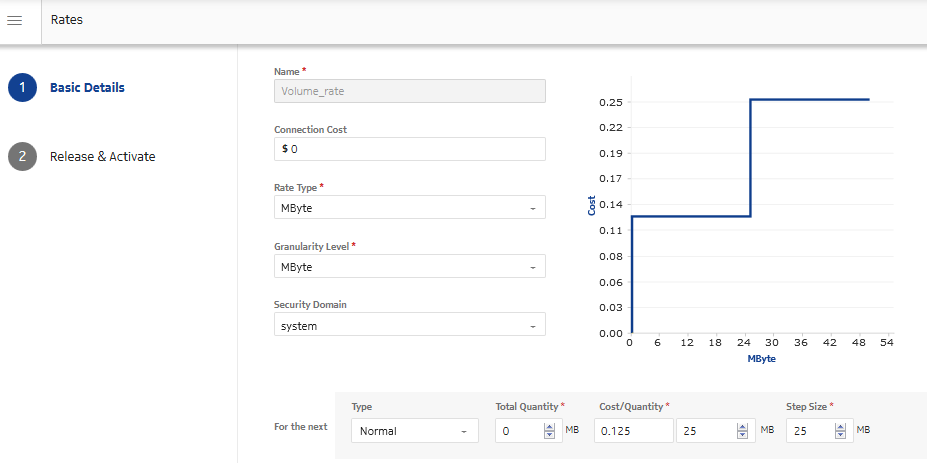 Rates
1 Basic Details
2 Release & Activate
Name *
Volume_rate
Connection Cost
$ 0
Rate Type *
MByte
Granularity Level *
MByte
Security Domain
system
0.25
0.22
0.19
0.17
0.14
0.11
0.08
0.06
0.03
0.00
Cost
0 6 12 18 24 30 36 42 48 54
MByte
For the next
Type Total Quantity * Cost/Quantity * Step Size *
Normal 0 MB 0.125 25 MB 25 MB